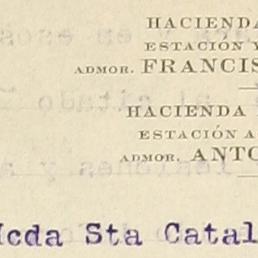 HACIENDA
ESTACIÓN Y
ADMOR. FRANCIS
HACIENDA
ESTACIÓN A
ADMOR. ANTO
Hcda Sta Catal